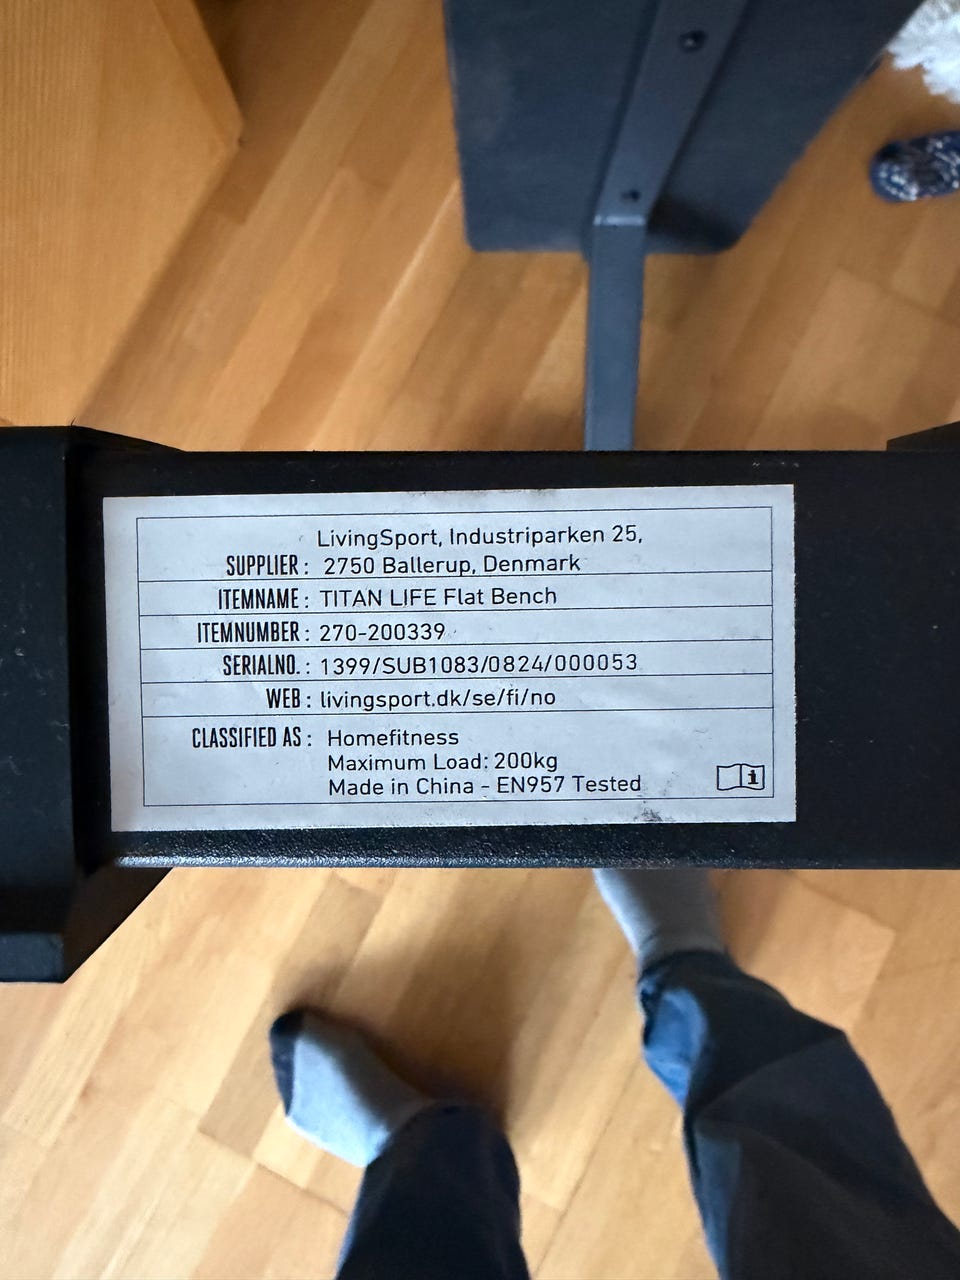 LivingSport, Industriparken 25,
SUPPLIER : 2750 Ballerup, Denmark
ITEMNAME : TITAN LIFE Flat Bench
ITEMNUMBER : 270-200339
SERIALNO. : 1399/SUB1083/0824/000053
WEB : livingsport.dk/se/fi/no
CLASSIFIED AS : Homefitness
Maximum Load: 200kg
Made in China - EN957 Tested
i